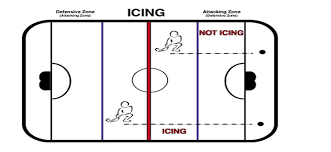 ICING
Defensive Zone
(Attacking Zone)
Attacking Zone
(Defensive Zone)
NOT ICING
ICING